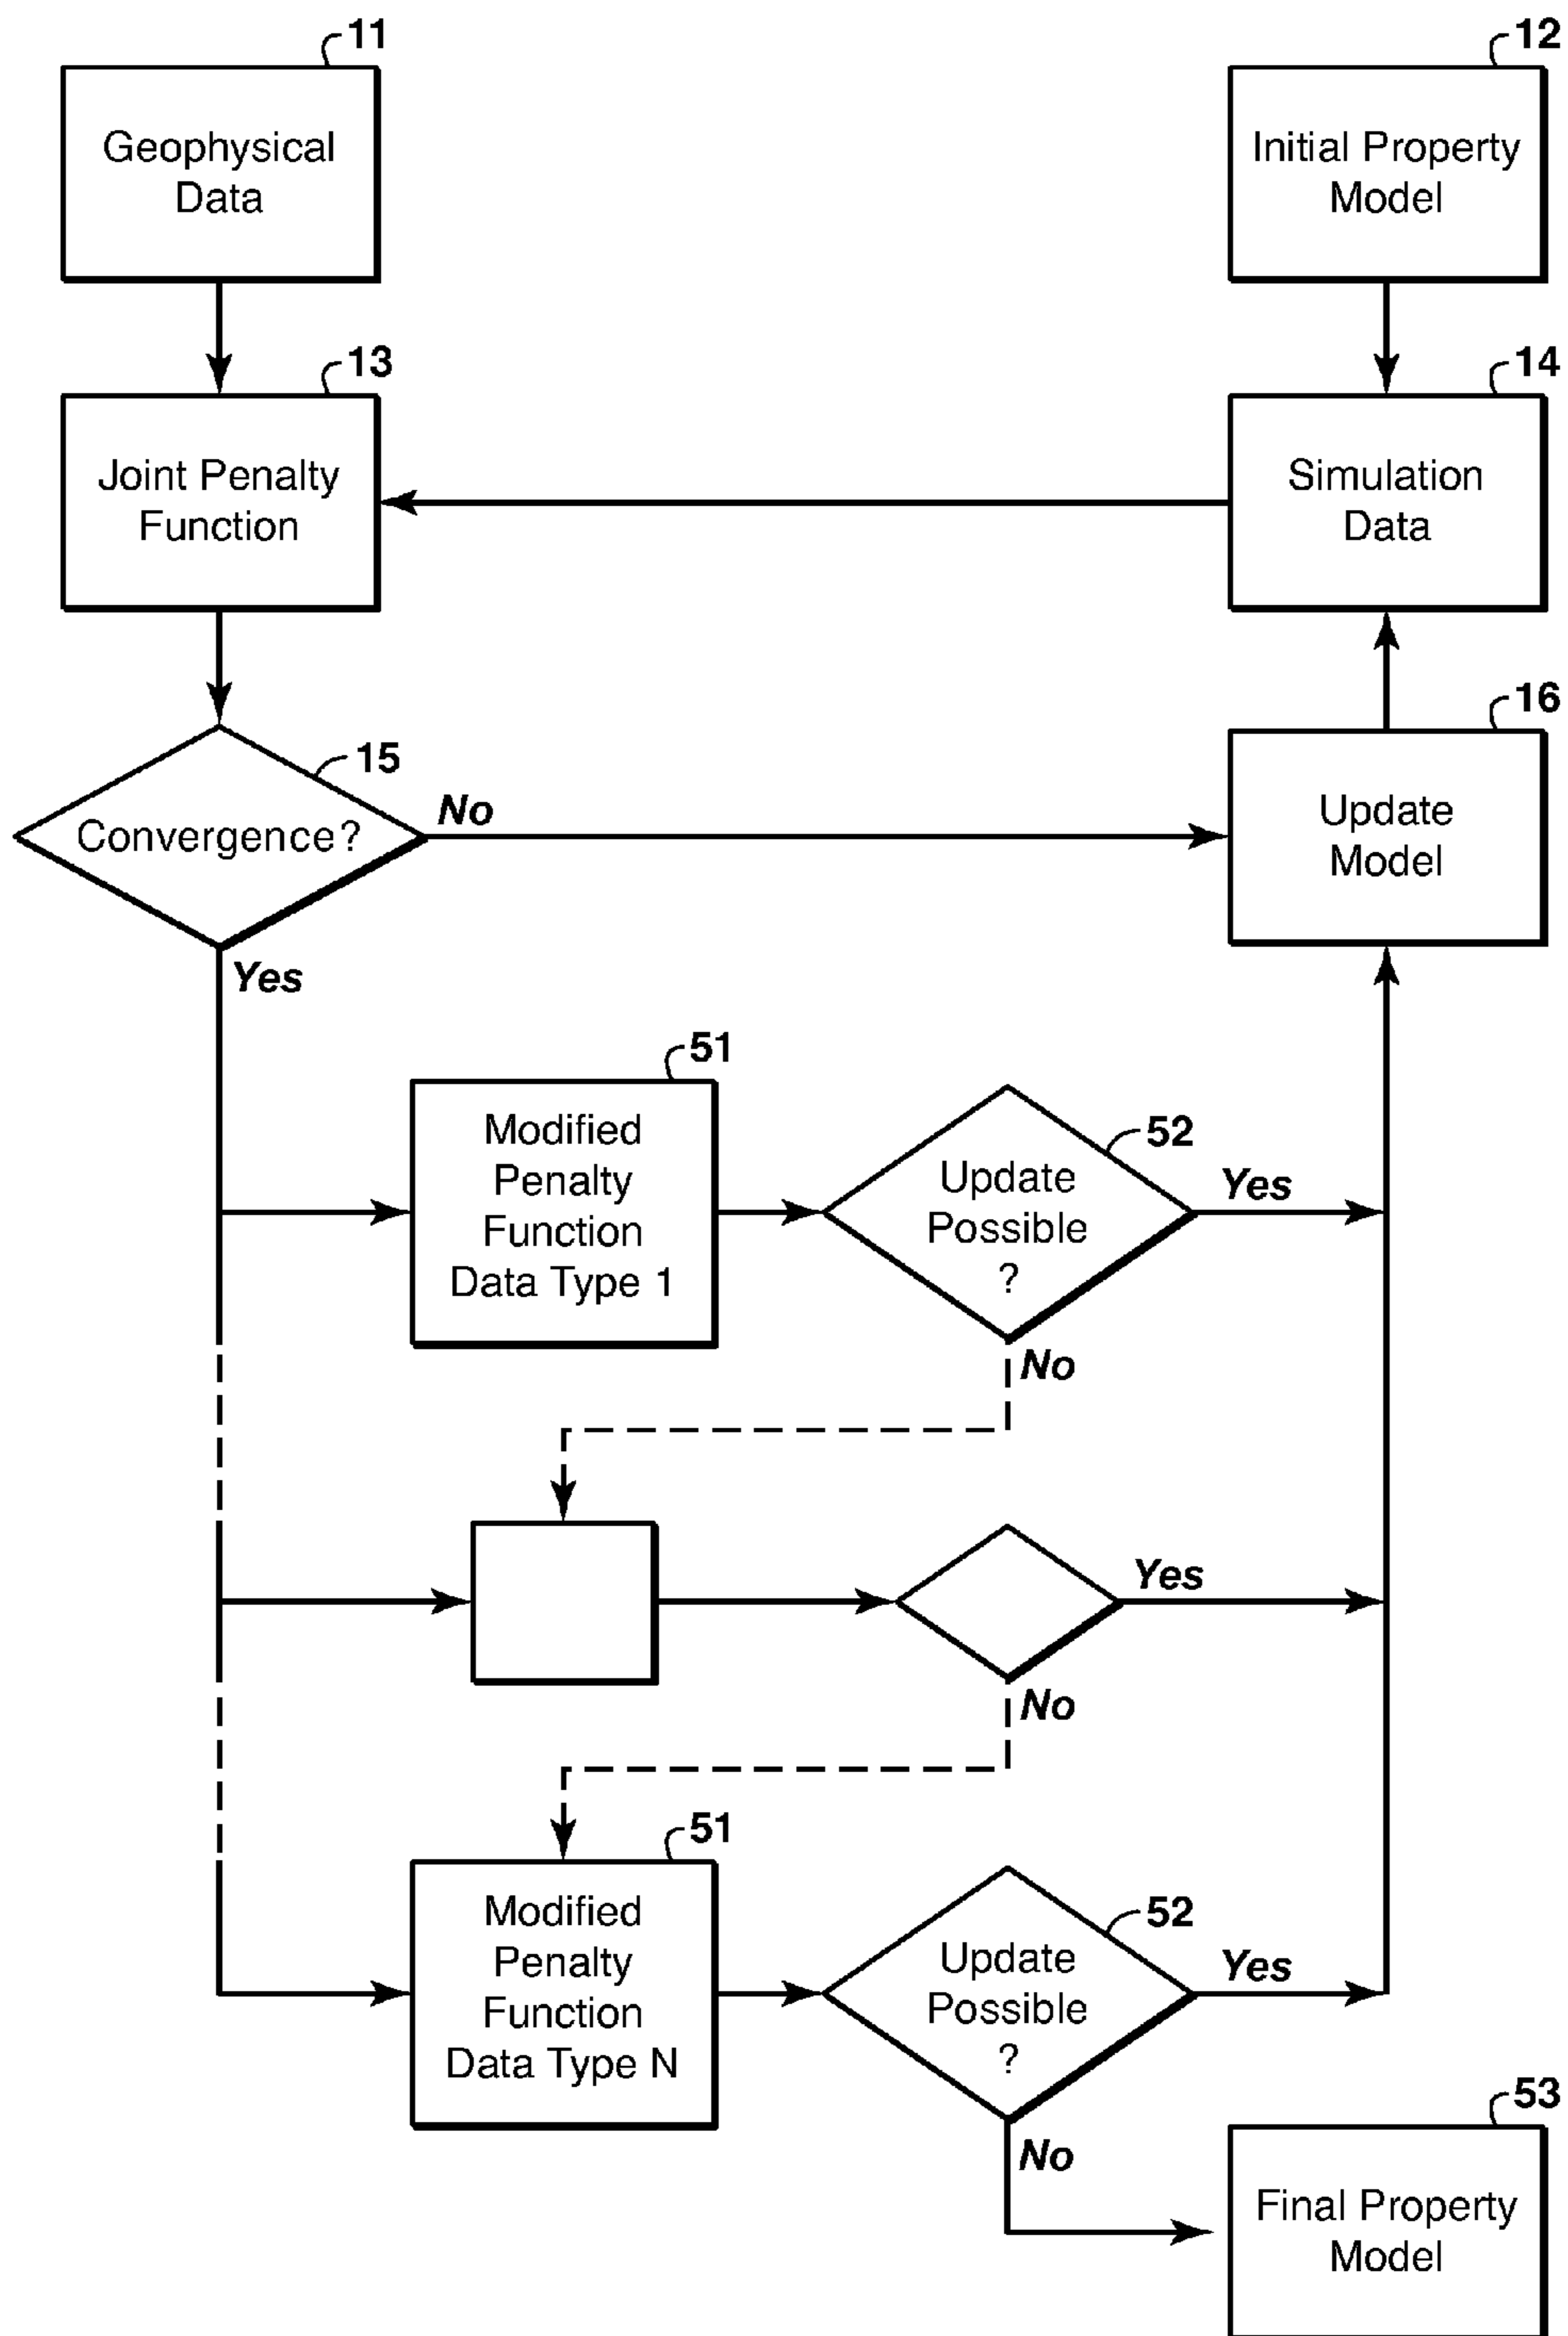 11
Geophysical
Data
12
Initial Property
Model
13
Joint Penalty
Function
14
Simulation
Data
15
Convergence?
No
Yes
16
Update
Model
51
Modified
Penalty
Function
Data Type 1
52
Update
Possible
?
Yes
No
Yes
No
51
Modified
Penalty
Function
Data Type N
52
Update
Possible
?
Yes
No
53
Final Property
Model